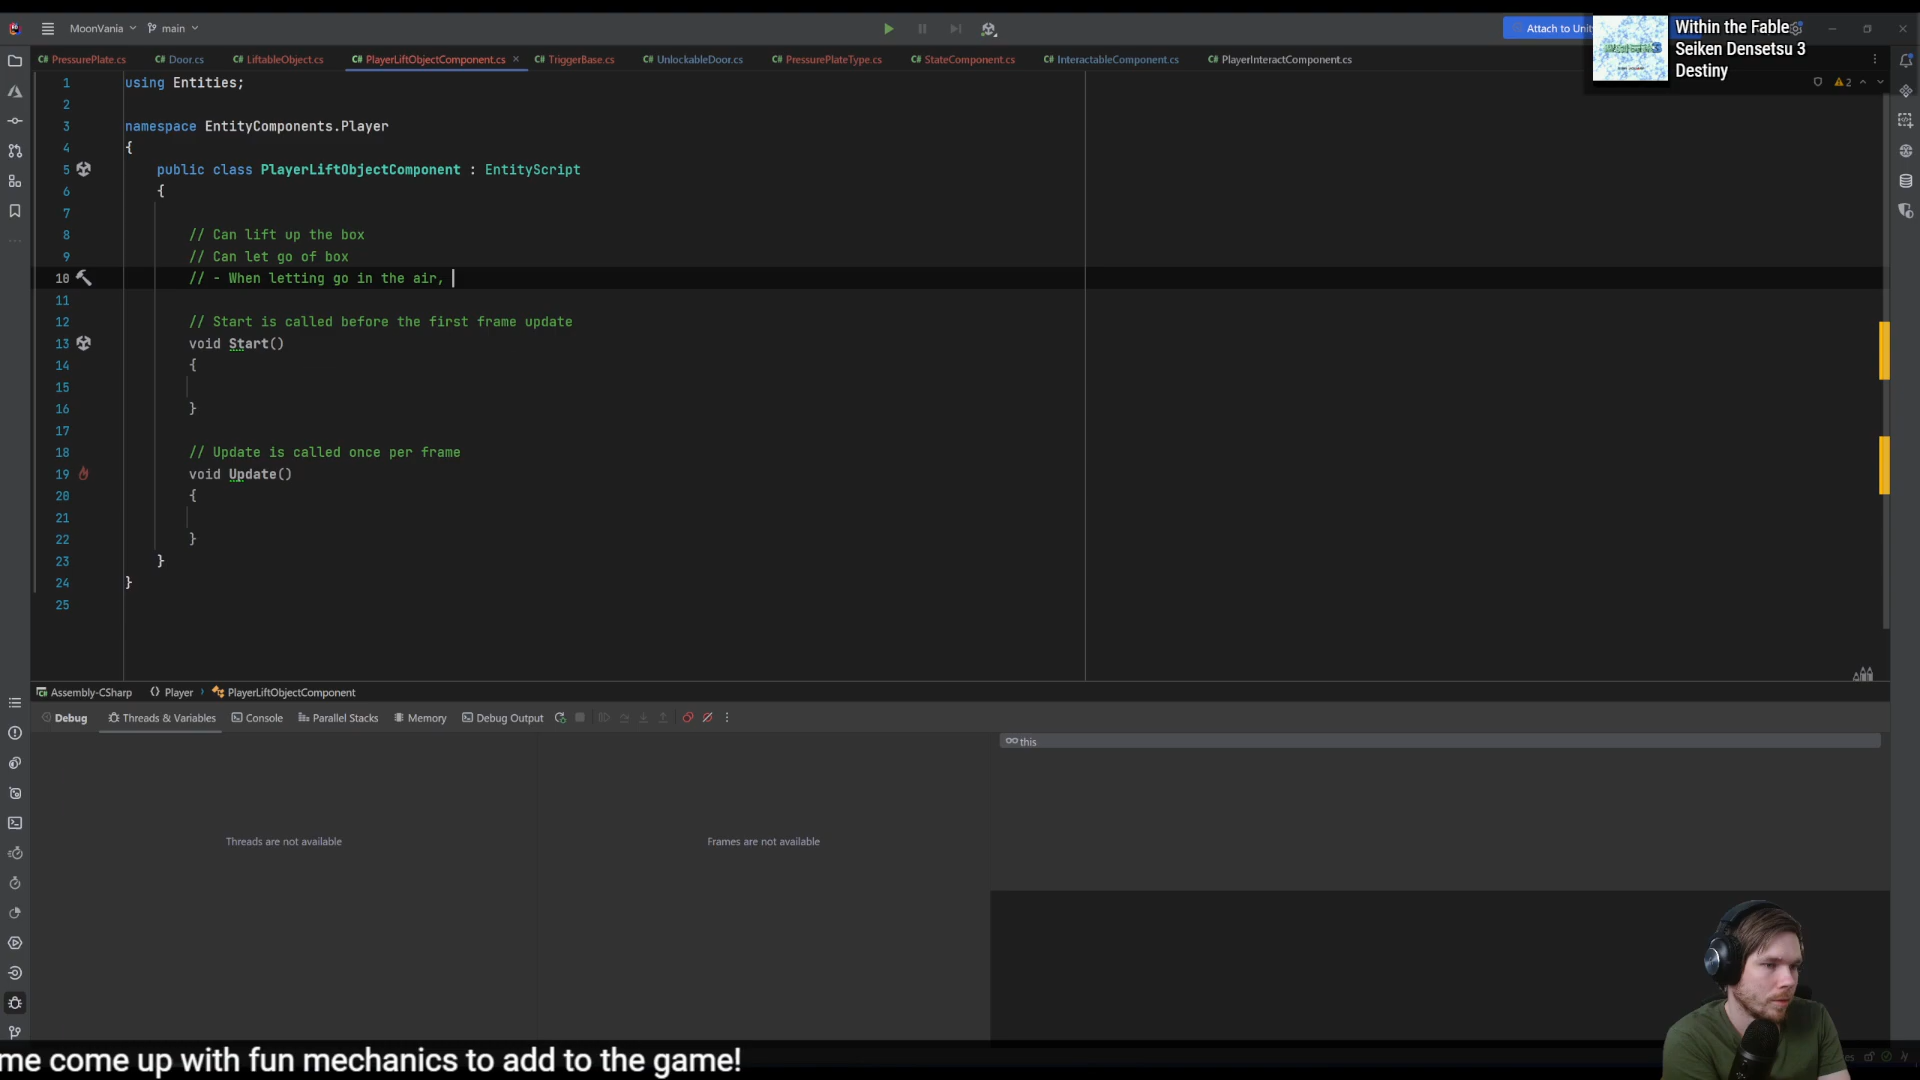 MoonVania
main
Attach to Unity
Within the Fable
Seiken Densetsu 3
Destiny
C# PressurePlate.cs
C# Door.cs
C# LiftableObject.cs
C# PlayerLiftObjectComponent.cs
C# TriggerBase.cs
C# UnlockableDoor.cs
C# PressurePlateType.cs
C# StateComponent.cs
C# InteractableComponent.cs
C# PlayerInteractComponent.cs
2
1 using Entities;
2
3 namespace EntityComponents.Player
4 {
5 public class PlayerLiftObjectComponent : EntityScript
6 {
7
8 // Can lift up the box
9 // Can let go of box
10 // - When letting go in the air,
11
12 // Start is called before the first frame update
13 void Start()
14 {
15
16 }
17
18 // Update is called once per frame
19 void Update()
20 {
21
22 }
23 }
24 }
25
Assembly-CSharp
Player
PlayerLiftObjectComponent
Debug
Threads & Variables
Console
Parallel Stacks
Memory
Debug Output
this
Threads are not available
Frames are not available
me come up with fun mechanics to add to the game!